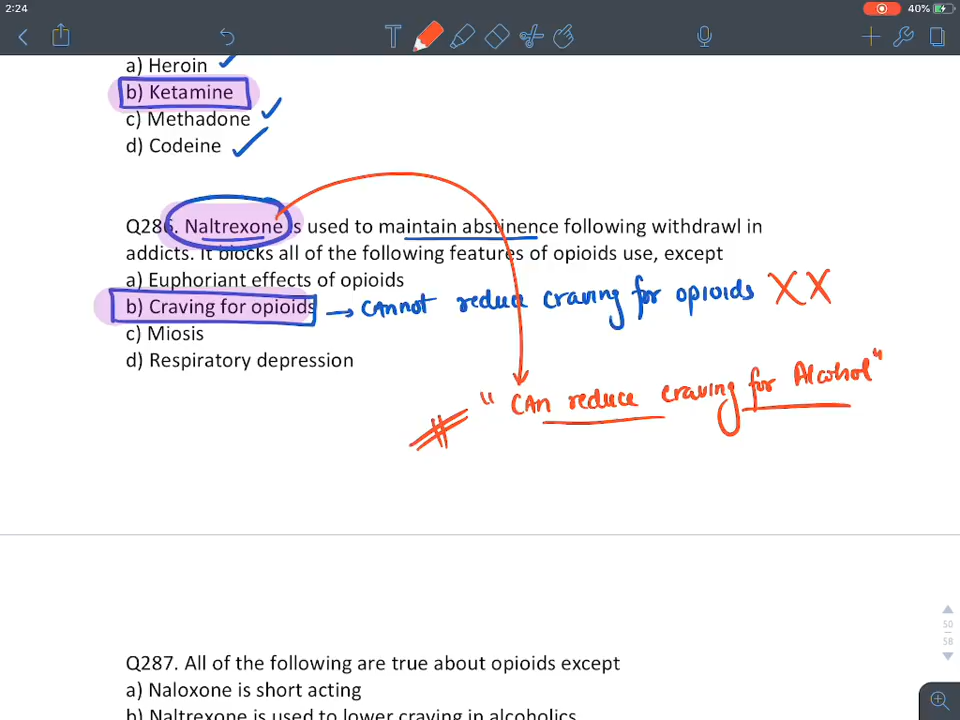 2:24
40%
T
a) Heroin
b) Ketamine
c) Methadone
d) Codeine
Q286. Naltrexone is used to maintain abstinence following withdrawl in
addicts. It blocks all of the following features of opioids use, except
a) Euphoriant effects of opioids
b) Craving for opioids → CANNOT reduce craving for opioids XX
c) Miosis
d) Respiratory depression
# "CAN reduce craving for Alcohol"
50
58
Q287. All of the following are true about opioids except
a) Naloxone is short acting
b) Naltrexone is used to lower craving in alcoholics